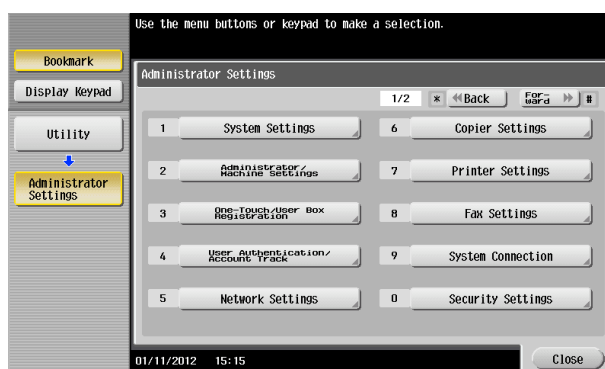 Use the menu buttons or keypad to make a selection.
Bookmark
Display Keypad
Utility
Administrator
Settings
Administrator Settings
1/2 * Back For-
ward #
1 System Settings
2 Administrator/
Machine Settings
3 One-Touch/User Box
Registration
4 User Authentication/
Account Track
5 Network Settings
6 Copier Settings
7 Printer Settings
8 Fax Settings
9 System Connection
0 Security Settings
01/11/2012 15:15
Close